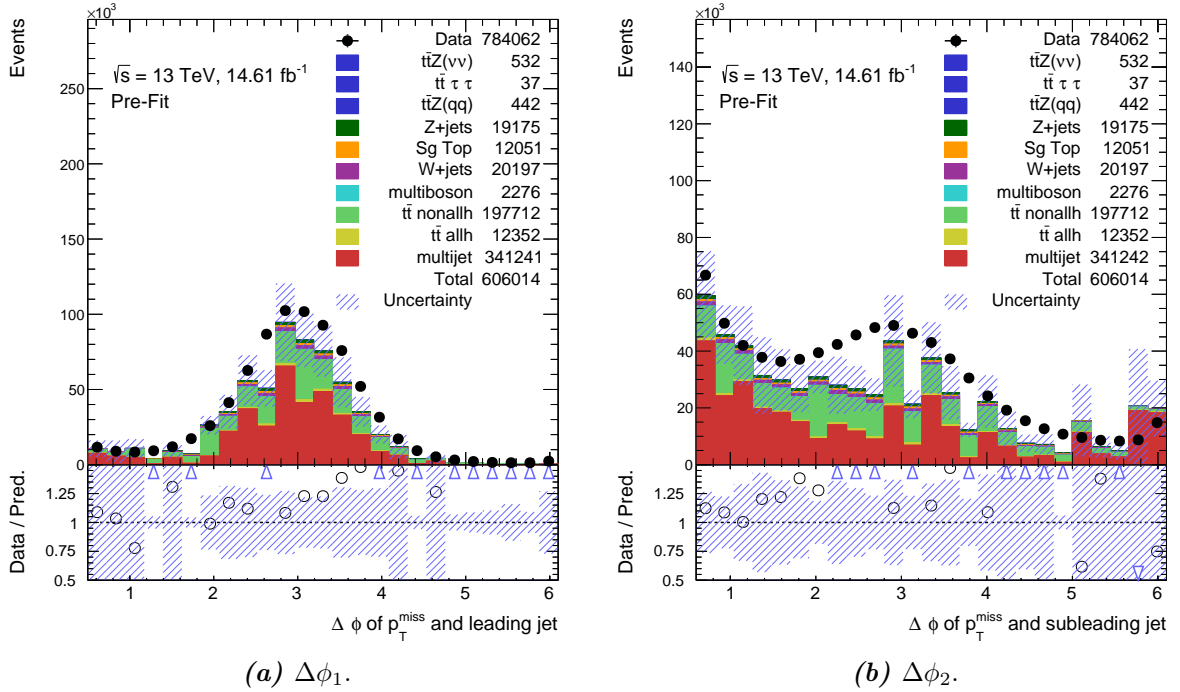 ×10³
Events
300
250
200
150
100
50
0
√s = 13 TeV, 14.61 fb⁻¹
Pre-Fit
Data 784062
tt̄Z(νν) 532
tt̄ τ τ 37
tt̄Z(qq) 442
Z+jets 19175
Sg Top 12051
W+jets 20197
multiboson 2276
tt̄ nonallh 197712
tt̄ allh 12352
multijet 341241
Total 606014
Uncertainty
Data / Pred.
1.25
1
0.75
0.5
1 2 3 4 5 6
Δ ϕ of p_T^miss and leading jet
(a) Δϕ₁.
×10³
Events
140
120
100
80
60
40
20
0
√s = 13 TeV, 14.61 fb⁻¹
Pre-Fit
Data 784062
tt̄Z(νν) 532
tt̄ τ τ 37
tt̄Z(qq) 442
Z+jets 19175
Sg Top 12051
W+jets 20197
multiboson 2276
tt̄ nonallh 197712
tt̄ allh 12352
multijet 341242
Total 606014
Uncertainty
Data / Pred.
1.25
1
0.75
0.5
1 2 3 4 5 6
Δ ϕ of p_T^miss and subleading jet
(b) Δϕ₂.